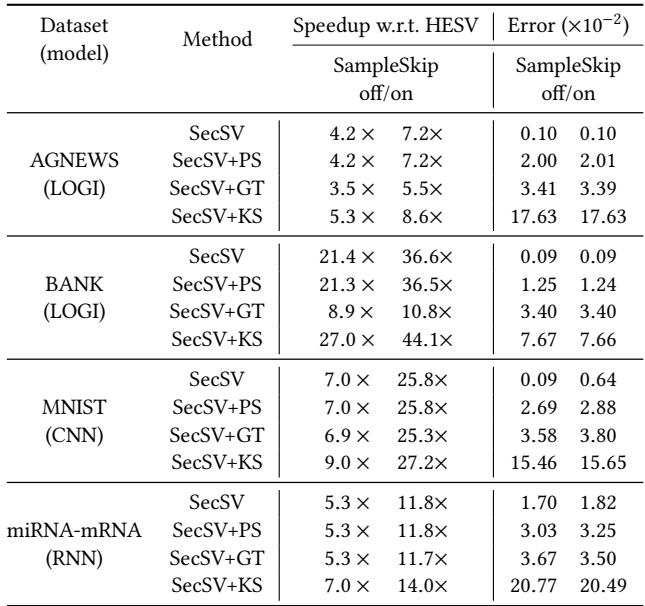 Dataset (model) Method Speedup w.r.t. HESV Error (×10⁻²)
SampleSkip off/on SampleSkip off/on
SecSV 4.2 × 7.2× 0.10 0.10
AGNEWS SecSV+PS 4.2 × 7.2× 2.00 2.01
(LOGI) SecSV+GT 3.5 × 5.5× 3.41 3.39
SecSV+KS 5.3 × 8.6× 17.63 17.63
SecSV 21.4 × 36.6× 0.09 0.09
BANK SecSV+PS 21.3 × 36.5× 1.25 1.24
(LOGI) SecSV+GT 8.9 × 10.8× 3.40 3.40
SecSV+KS 27.0 × 44.1× 7.67 7.66
SecSV 7.0 × 25.8× 0.09 0.64
MNIST SecSV+PS 7.0 × 25.8× 2.69 2.88
(CNN) SecSV+GT 6.9 × 25.3× 3.58 3.80
SecSV+KS 9.0 × 27.2× 15.46 15.65
SecSV 5.3 × 11.8× 1.70 1.82
miRNA-mRNA SecSV+PS 5.3 × 11.8× 3.03 3.25
(RNN) SecSV+GT 5.3 × 11.7× 3.67 3.50
SecSV+KS 7.0 × 14.0× 20.77 20.49